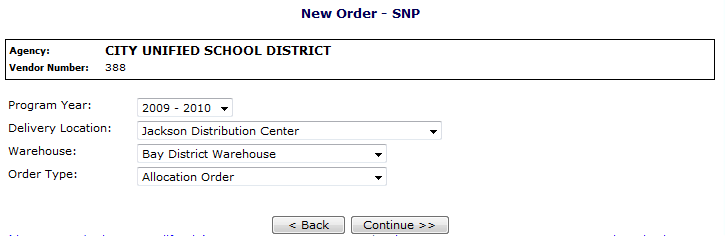 New Order - SNP
Agency: CITY UNIFIED SCHOOL DISTRICT
Vendor Number: 388
Program Year: 2009 - 2010
Delivery Location: Jackson Distribution Center
Warehouse: Bay District Warehouse
Order Type: Allocation Order
< Back Continue >>